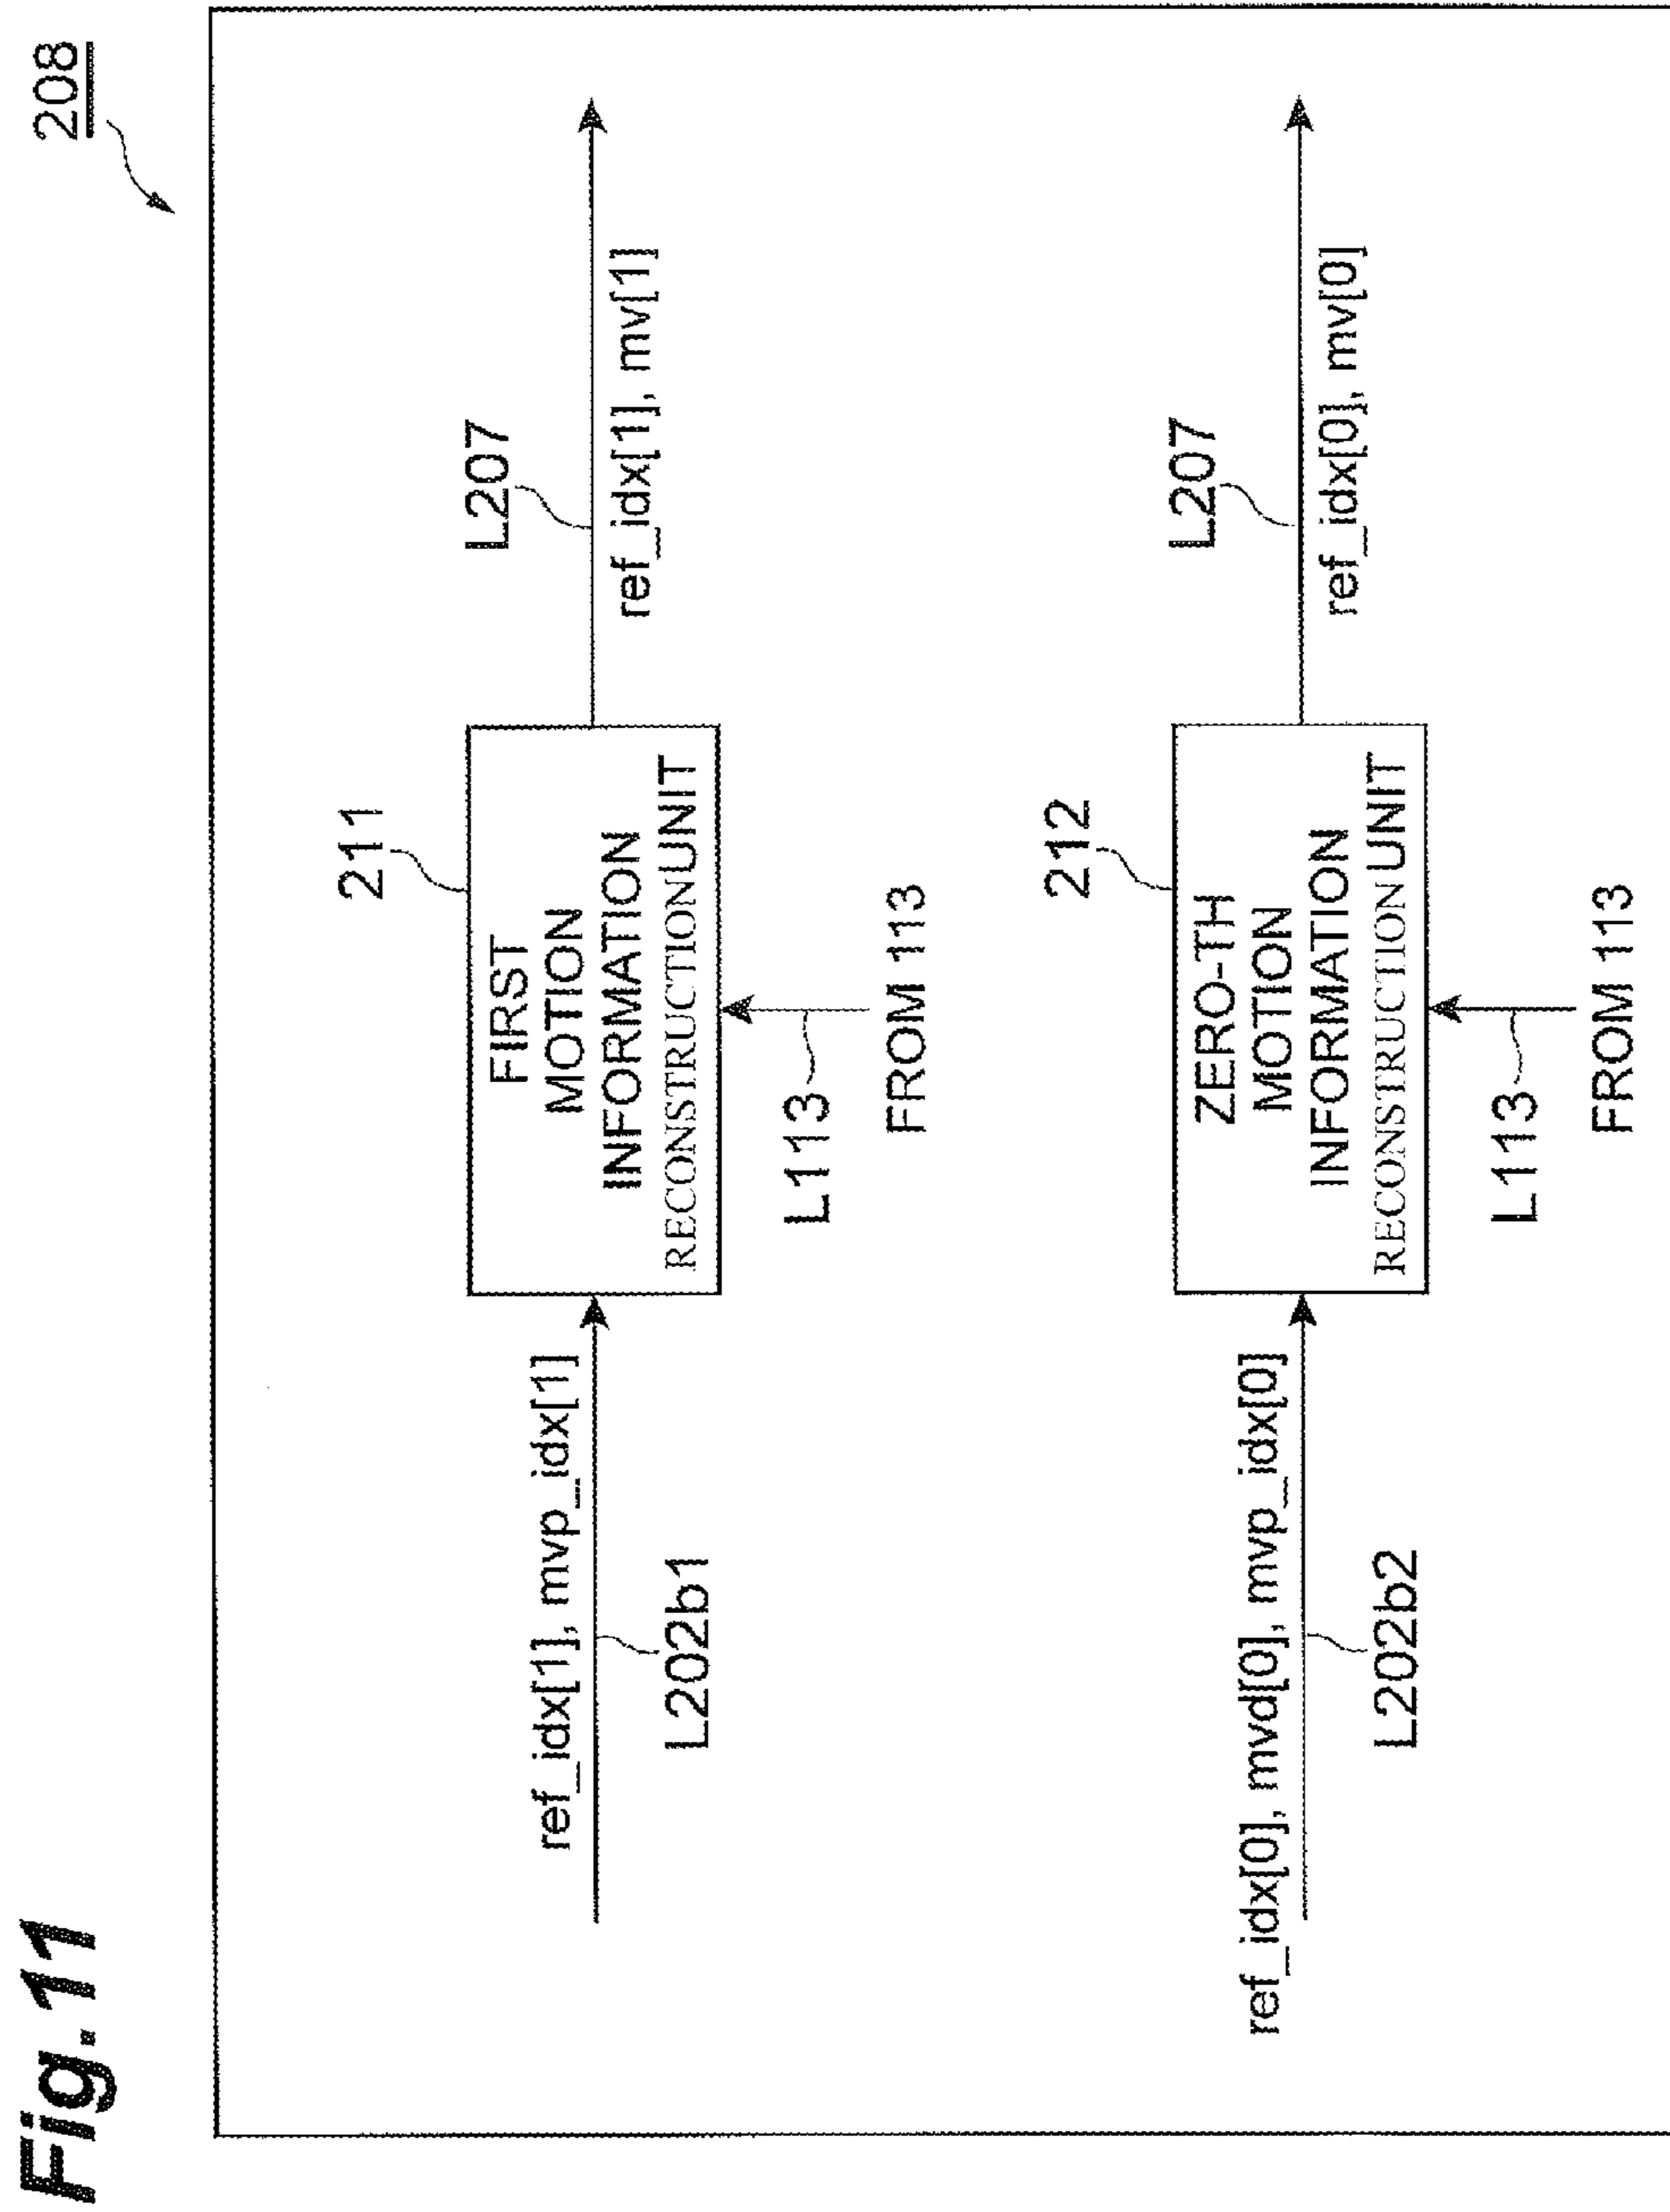 Fig.11
208
211
L207
ref_idx[1], mvp_idx[1]
FIRST
MOTION
INFORMATION
RECONSTRUCTION UNIT
ref_idx[1], mv[1]
L202b1
L113
FROM 113
212
L207
ref_idx[0], mvd[0], mvp_idx[0]
ZERO-TH
MOTION
INFORMATION
RECONSTRUCTION UNIT
ref_idx[0], mv[0]
L202b2
L113
FROM 113